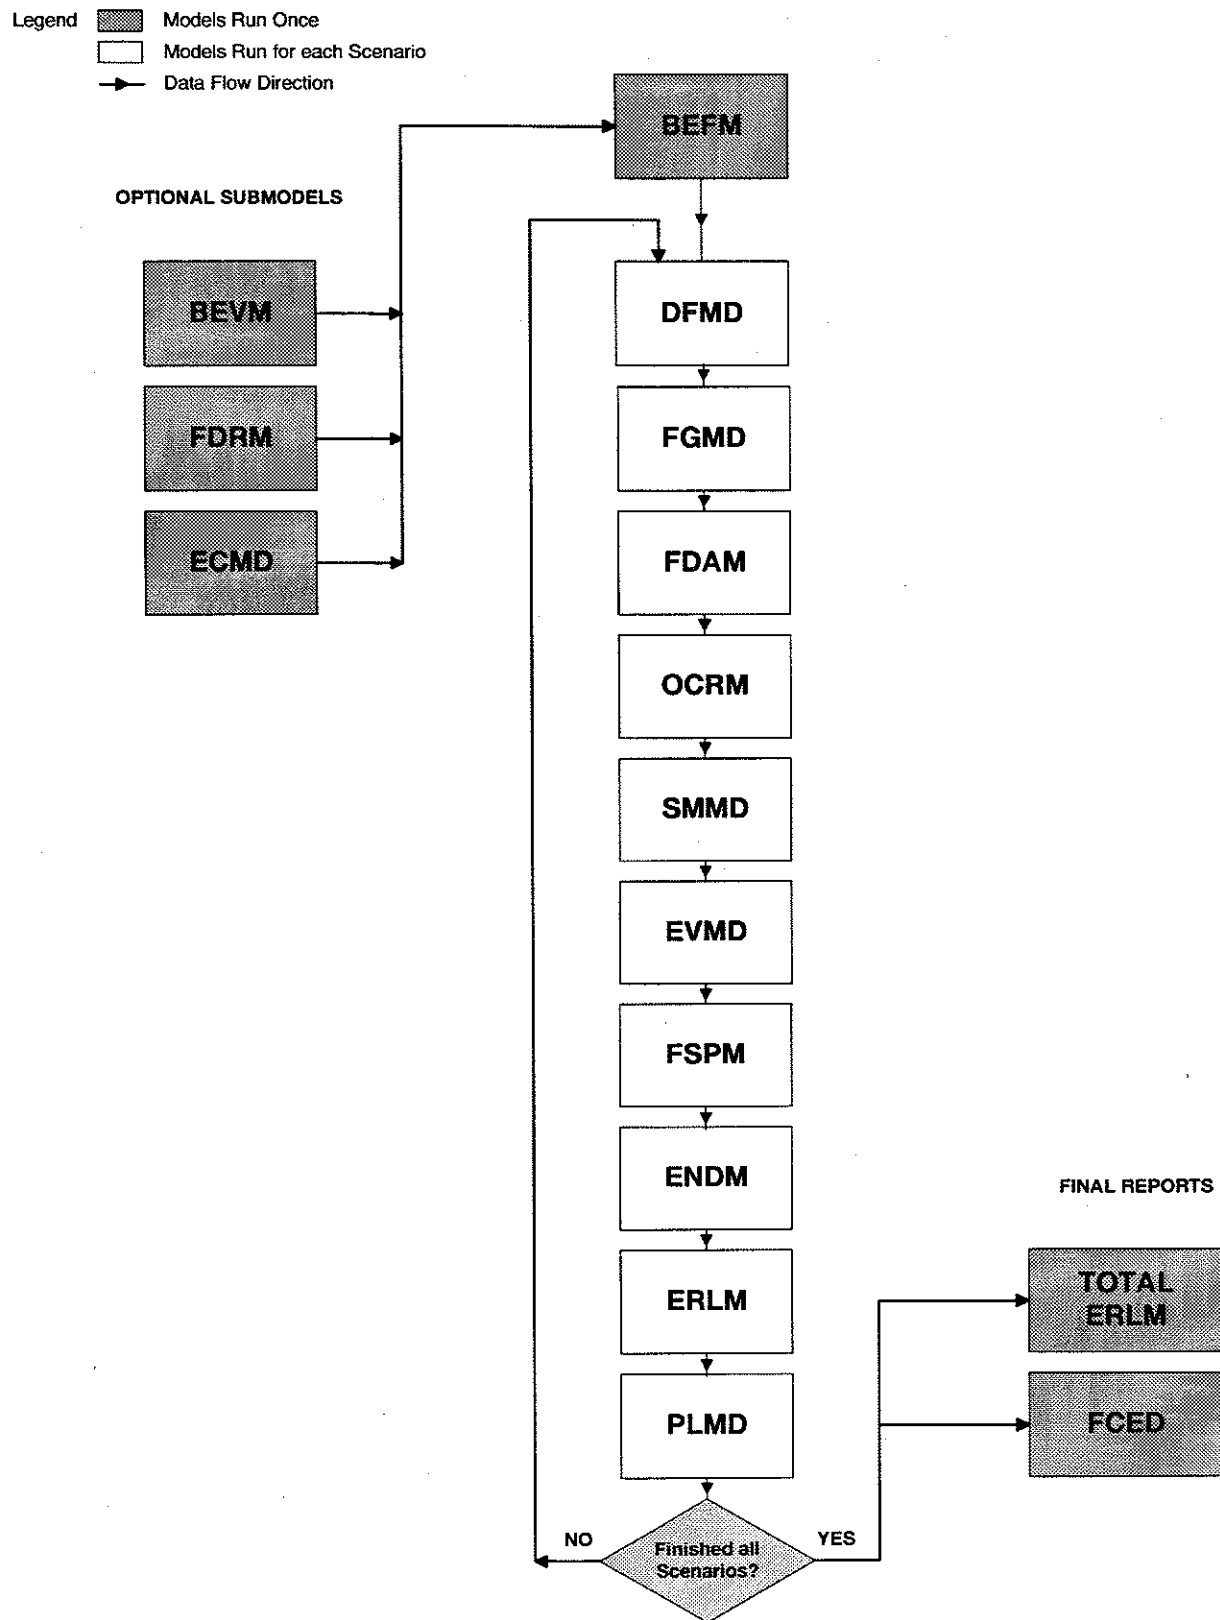 Legend
Models Run Once
Models Run for each Scenario
Data Flow Direction
BEFM
OPTIONAL SUBMODELS
BEVM
FDRM
ECMD
DFMD
FGMD
FDAM
OCRM
SMMD
EVMD
FSPM
ENDM
ERLM
PLMD
Finished all
Scenarios?
NO
YES
FINAL REPORTS
TOTAL
ERLM
FCED